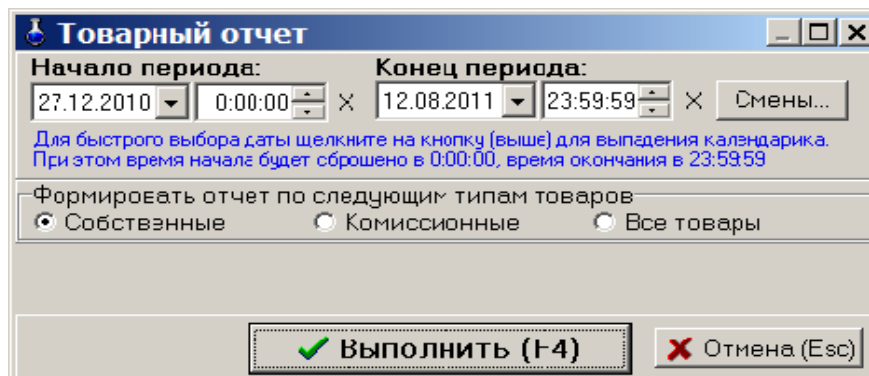 Товарный отчет
Начало периода: Конец периода:
27.12.2010 0:00:00 X 12.08.2011 23:59:59 X Смены...
Для быстрого выбора даты щелкните на кнопку (выше) для выпадения календарика.
При этом время начала будет сброшено в 0:00:00, время окончания в 23:59:59
Формировать отчет по следующим типам товаров
Собственные Комиссионные Все товары
Выполнить (F4) Отмена (Esc)